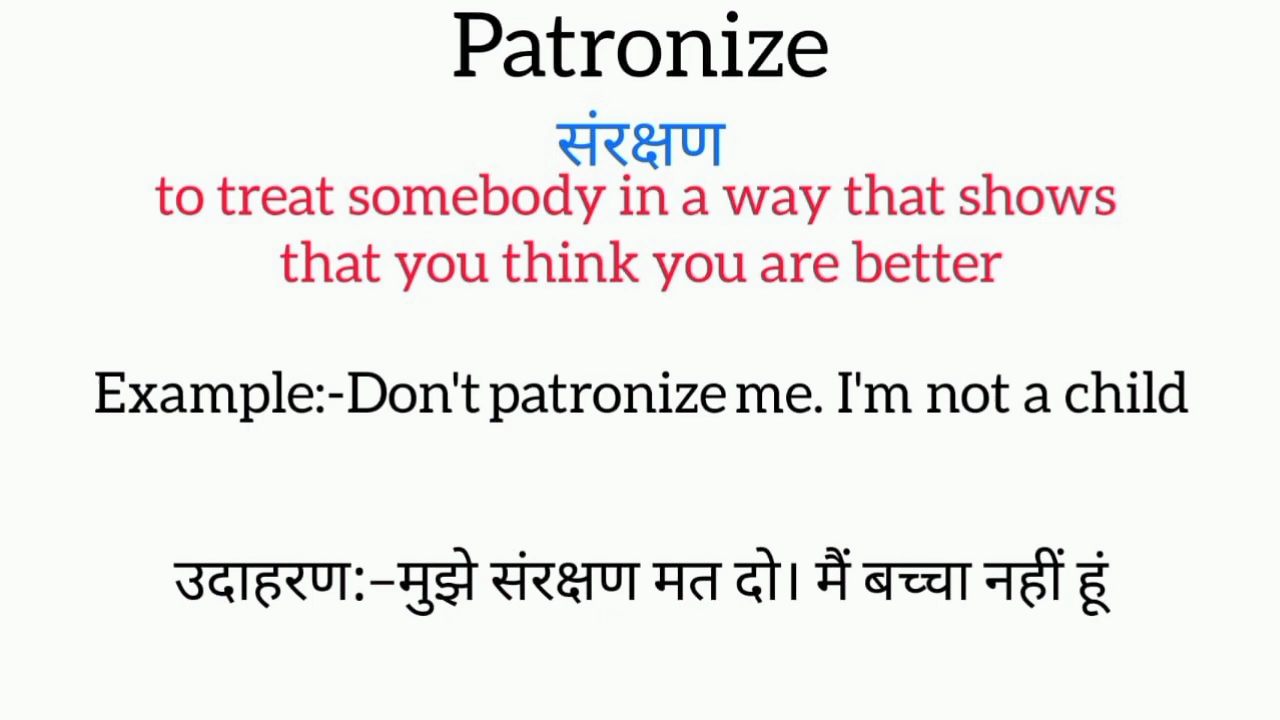 Patronize
संरक्षण
to treat somebody in a way that shows
that you think you are better
Example:-Don't patronize me. I'm not a child
उदाहरण:–मुझे संरक्षण मत दो। मैं बच्चा नहीं हूं